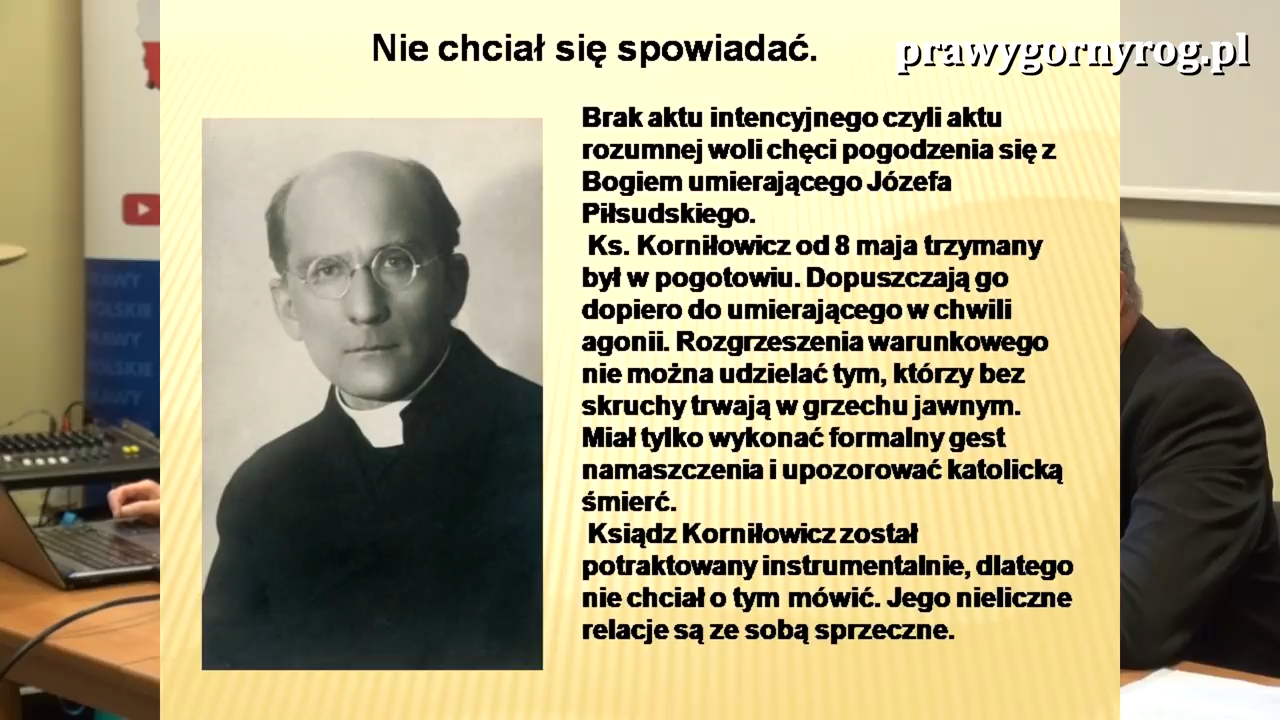 Nie chciał się spowiadać.
prawygornyrog.pl
Brak aktu intencyjnego czyli aktu
rozumnej woli chęci pogodzenia się z
Bogiem umierającego Józefa
Piłsudskiego.
Ks. Korniłowicz od 8 maja trzymany
był w pogotowiu. Dopuszczają go
dopiero do umierającego w chwili
agonii. Rozgrzeszenia warunkowego
nie można udzielać tym, którzy bez
skruchy trwają w grzechu jawnym.
Miał tylko wykonać formalny gest
namaszczenia i upozorować katolicką
śmierć.
Ksiądz Korniłowicz został
potraktowany instrumentalnie, dlatego
nie chciał o tym mówić. Jego nieliczne
relacje są ze sobą sprzeczne.